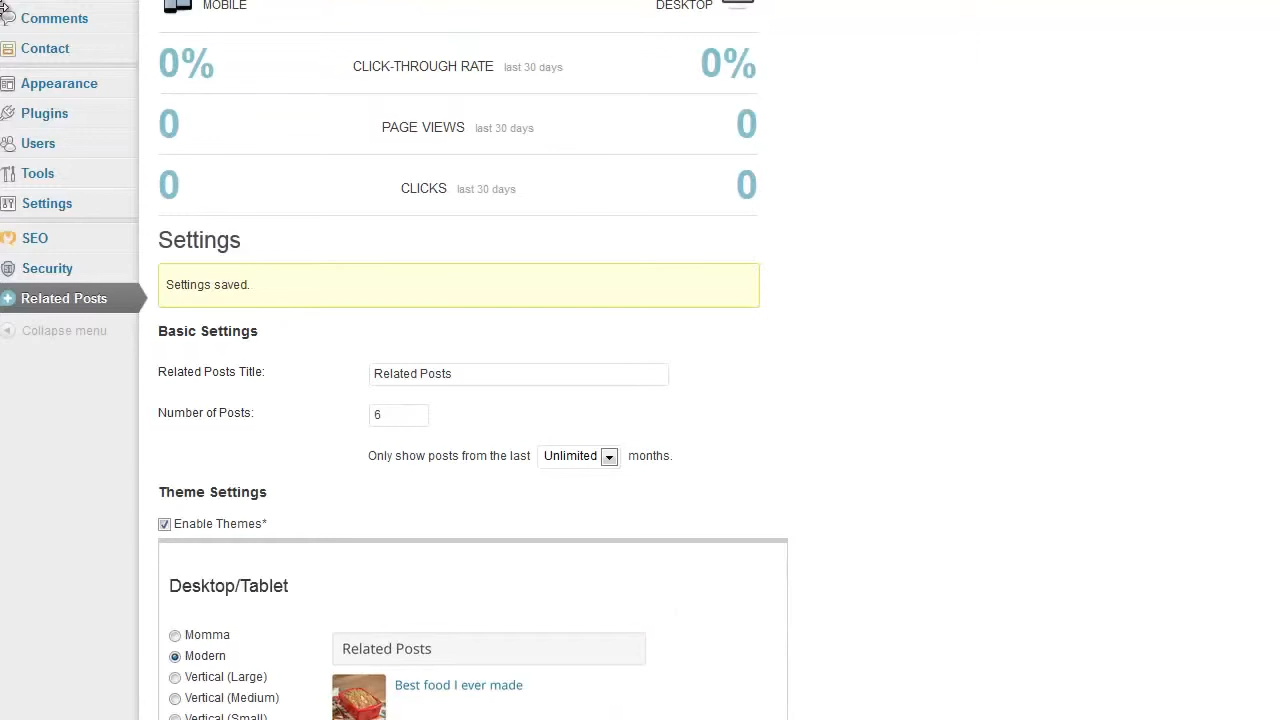 Comments
Contact
Appearance
Plugins
Users
Tools
Settings
SEO
Security
Related Posts
Collapse menu
MOBILE DESKTOP
0% CLICK-THROUGH RATE last 30 days 0%
0 PAGE VIEWS last 30 days 0
0 CLICKS last 30 days 0
Settings
Settings saved.
Basic Settings
Related Posts Title: Related Posts
Number of Posts: 6
Only show posts from the last Unlimited months.
Theme Settings
Enable Themes*
Desktop/Tablet
Momma
Modern
Vertical (Large)
Vertical (Medium)
Vertical (Small)
Related Posts
Best food I ever made